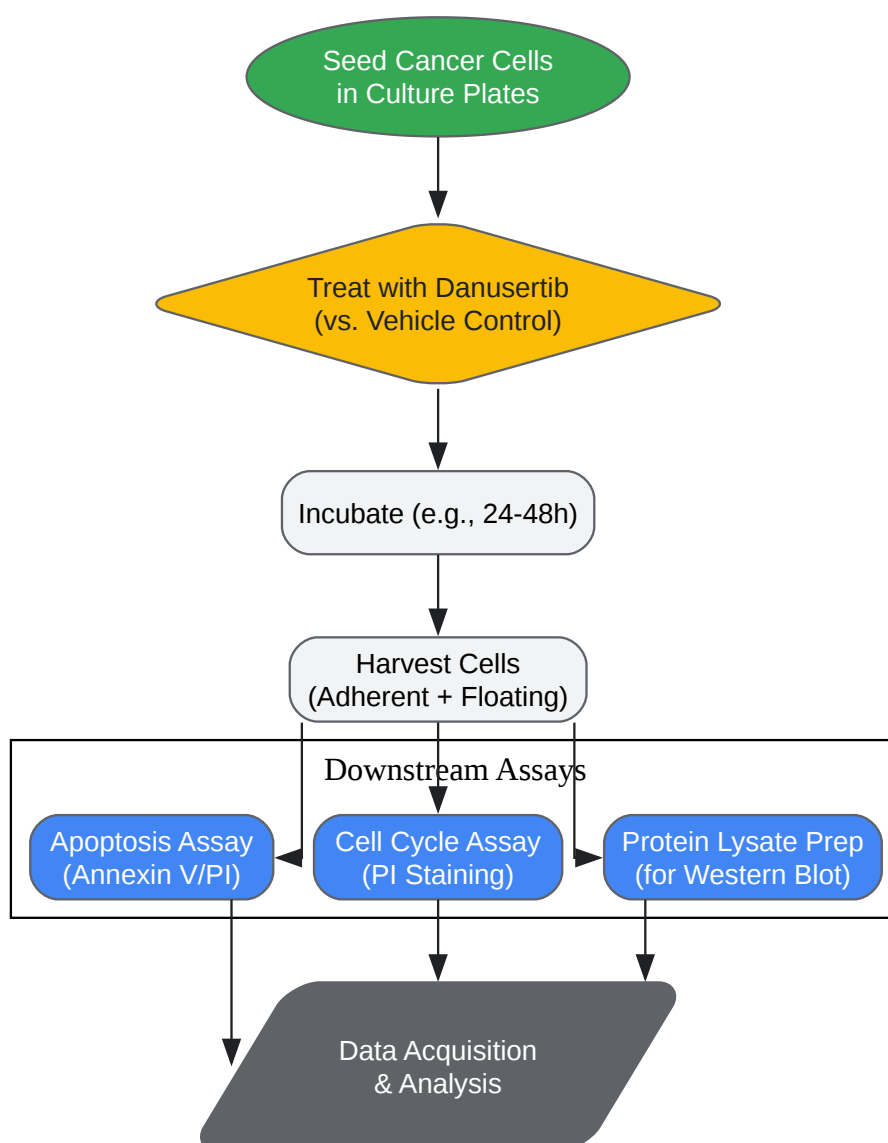 Seed Cancer Cells
in Culture Plates
Treat with Danusertib
(vs. Vehicle Control)
Incubate (e.g., 24-48h)
Harvest Cells
(Adherent + Floating)
Downstream Assays
Apoptosis Assay
(Annexin V/PI)
Cell Cycle Assay
(PI Staining)
Protein Lysate Prep
(for Western Blot)
Data Acquisition
& Analysis